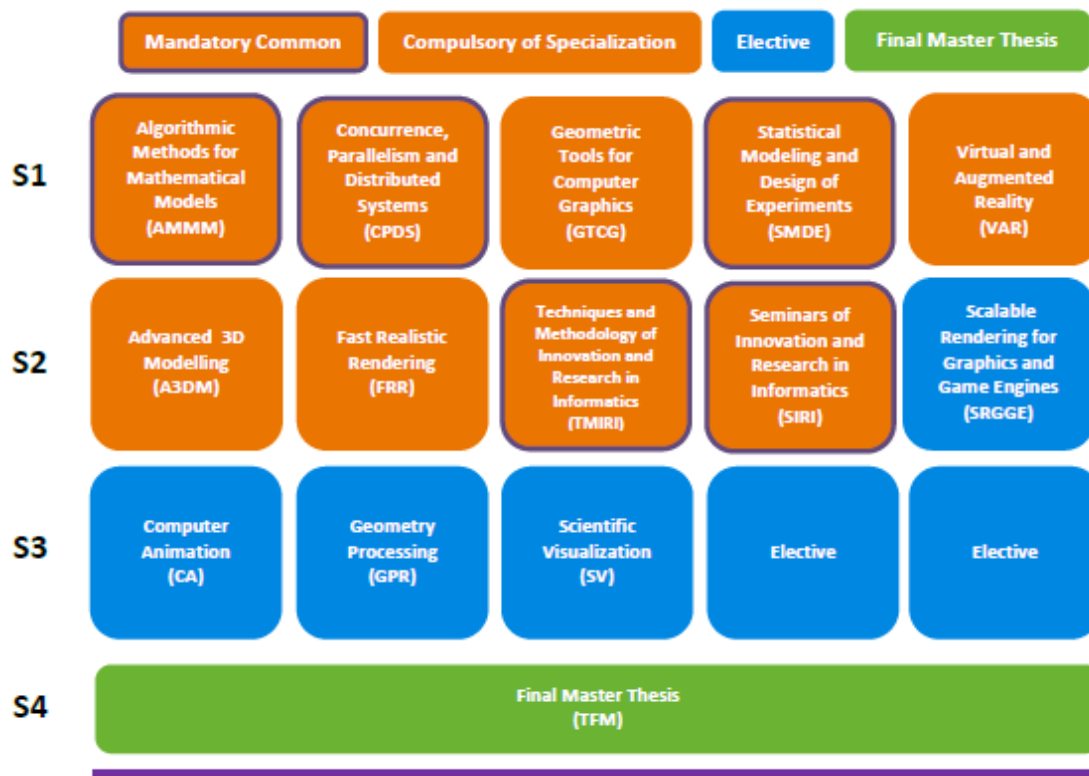 Mandatory Common
Compulsory of Specialization
Elective
Final Master Thesis
S1
Algorithmic
Methods for
Mathematical
Models
(AMMM)
Concurrence,
Parallelism and
Distributed
Systems
(CPDS)
Geometric
Tools for
Computer
Graphics
(GTCG)
Statistical
Modeling and
Design of
Experiments
(SMDE)
Virtual and
Augmented
Reality
(VAR)
S2
Advanced 3D
Modelling
(A3DM)
Fast Realistic
Rendering
(FRR)
Techniques and
Methodology of
Innovation and
Research in
Informatics
(TMIRI)
Seminars of
Innovation and
Research in
Informatics
(SIRI)
Scalable
Rendering for
Graphics and
Game Engines
(SRGGE)
S3
Computer
Animation
(CA)
Geometry
Processing
(GPR)
Scientific
Visualization
(SV)
Elective
Elective
S4
Final Master Thesis
(TFM)